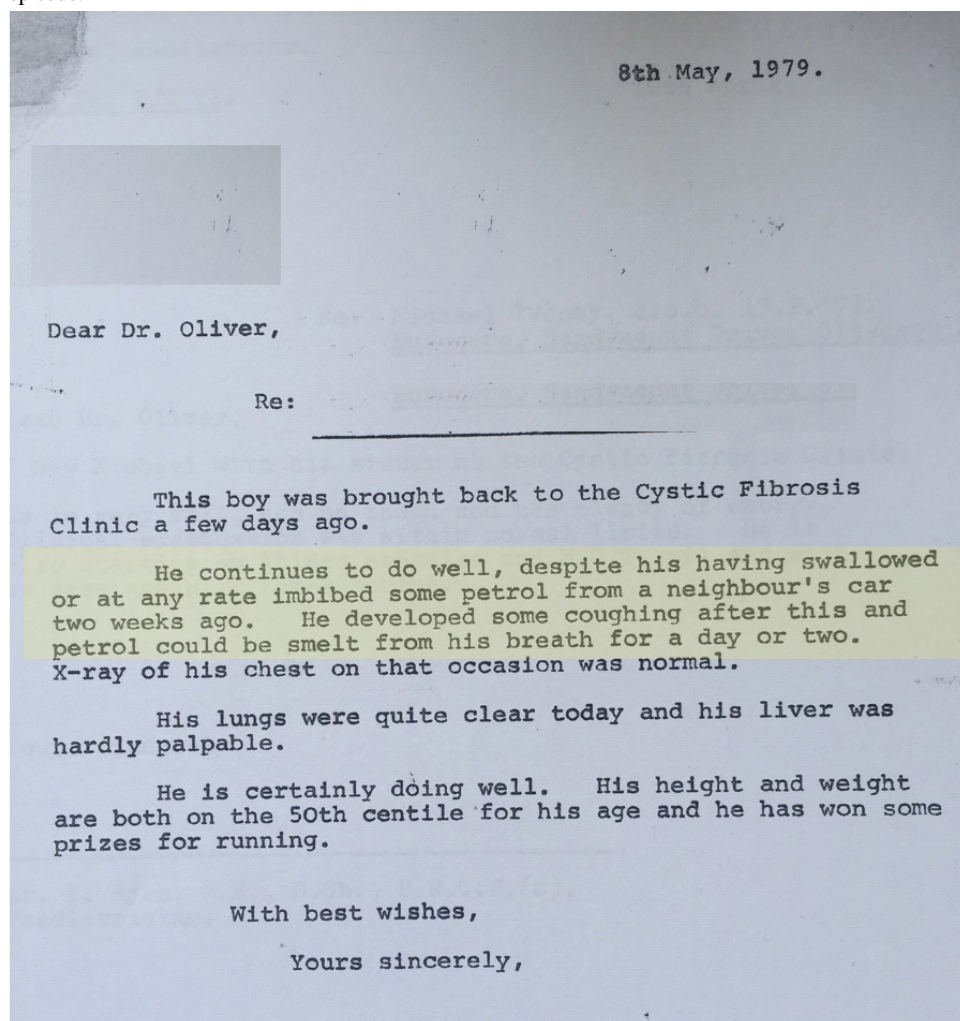 8th May, 1979.
Dear Dr. Oliver,
Re:
This boy was brought back to the Cystic Fibrosis
Clinic a few days ago.
He continues to do well, despite his having swallowed
or at any rate imbibed some petrol from a neighbour's car
two weeks ago. He developed some coughing after this and
petrol could be smelt from his breath for a day or two.
X-ray of his chest on that occasion was normal.
His lungs were quite clear today and his liver was
hardly palpable.
He is certainly doing well. His height and weight
are both on the 50th centile for his age and he has won some
prizes for running.
With best wishes,
Yours sincerely,